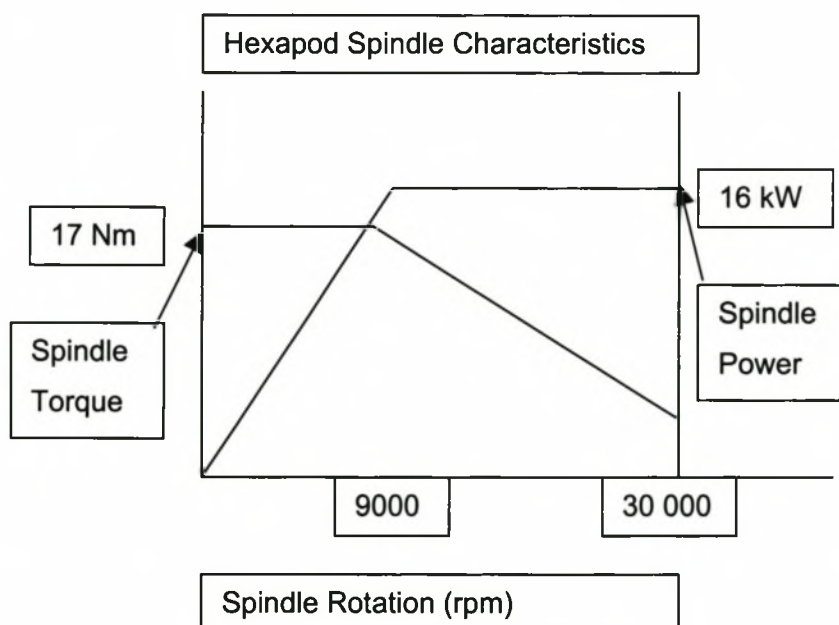 Hexapod Spindle Characteristics
17 Nm
16 kW
Spindle
Torque
Spindle
Power
9000
30 000
Spindle Rotation (rpm)